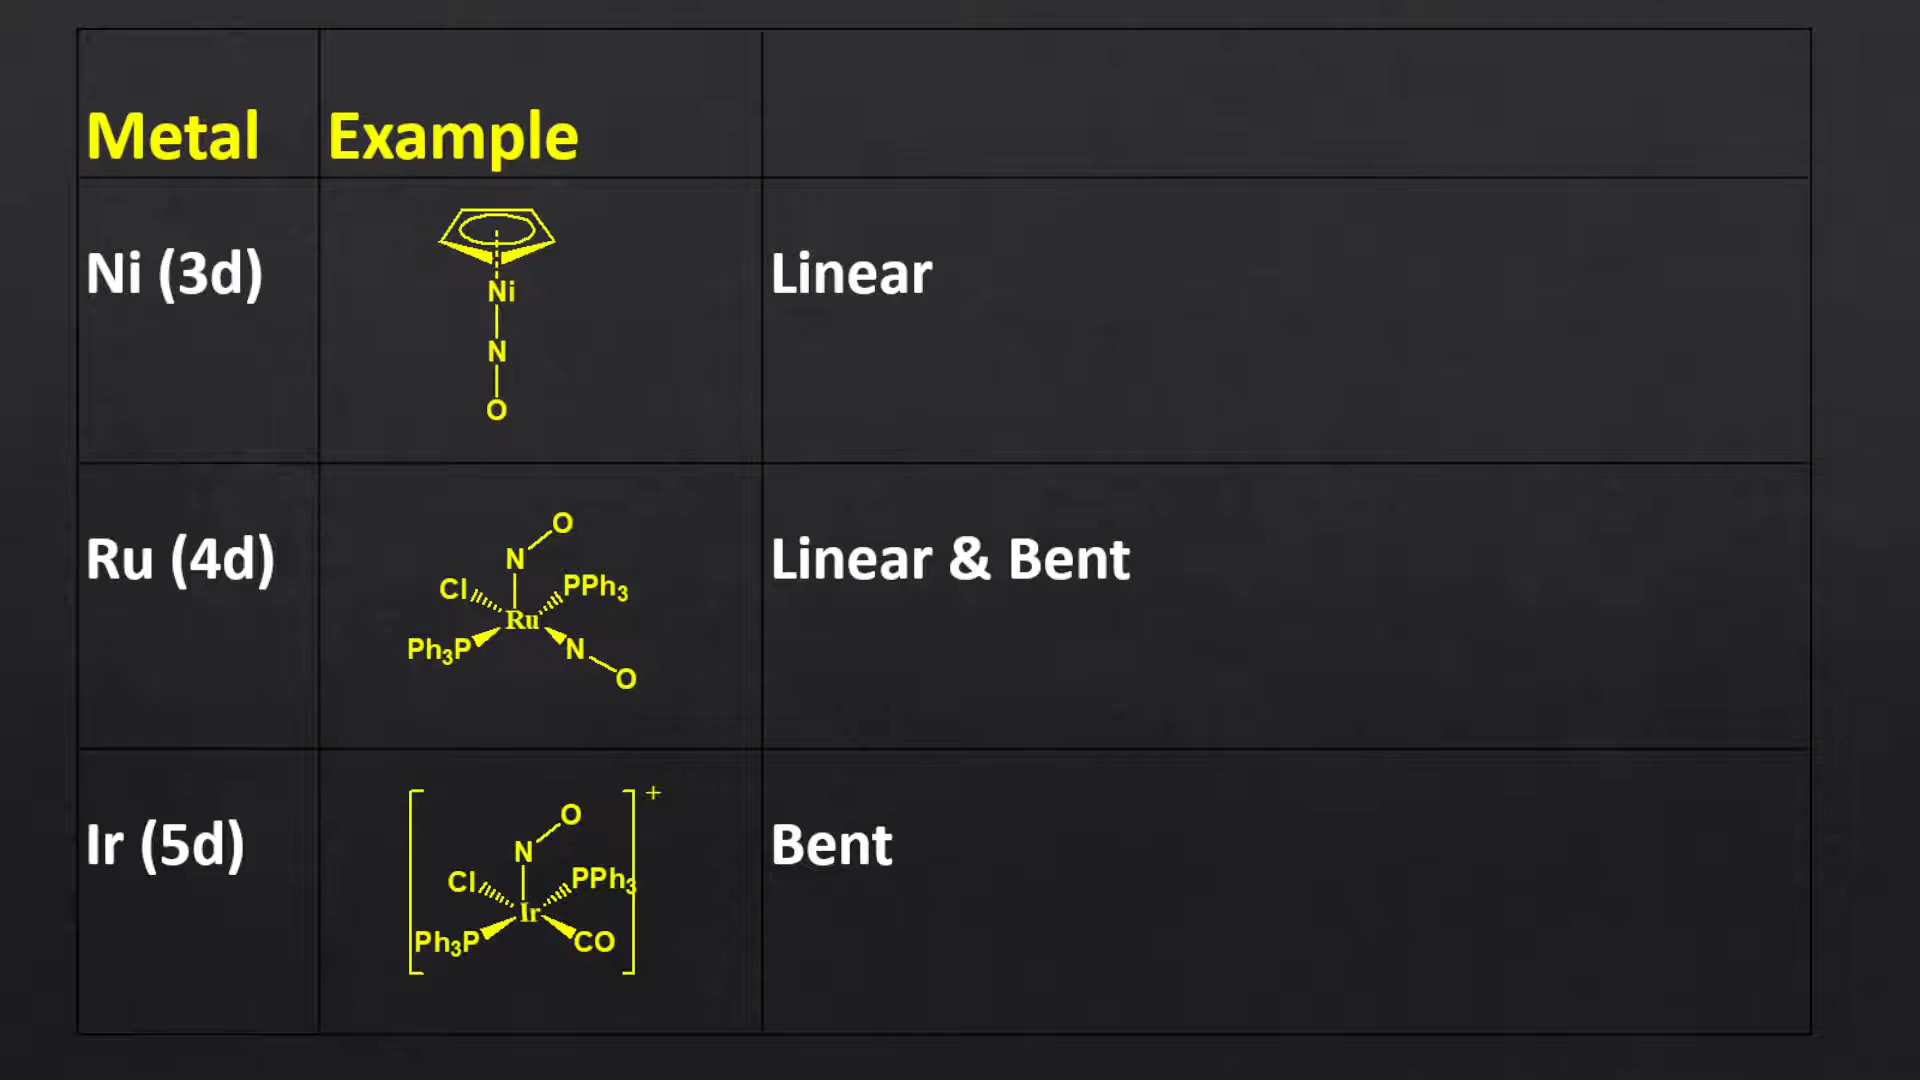 Metal Example
Ni (3d) Linear
Ni
N
O
Ru (4d) Linear & Bent
O
N
Cl PPh3
Ru
Ph3P N
O
Ir (5d) Bent
+
O
N
Cl PPh3
Ir
Ph3P CO